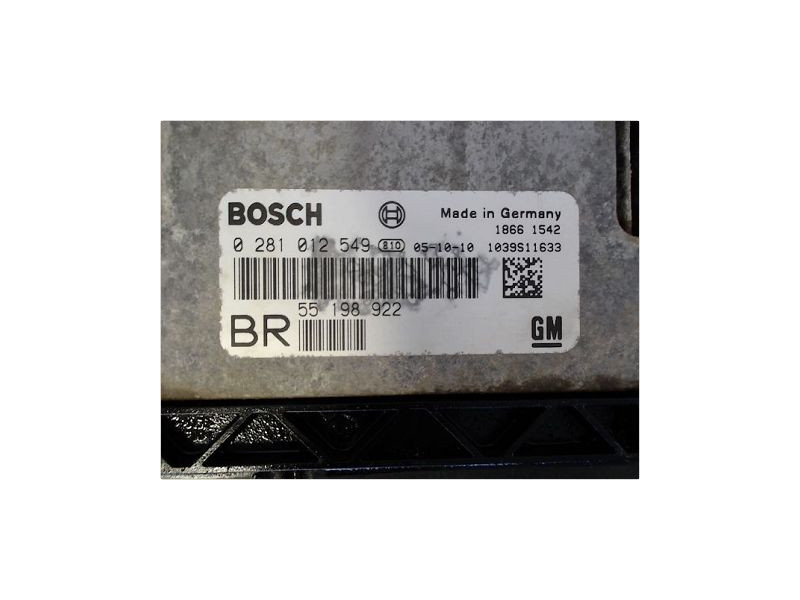 BOSCH Made in Germany
1866 1542
0 281 012 549 810 05-10-10 1039S11633
55 198 922
BR GM